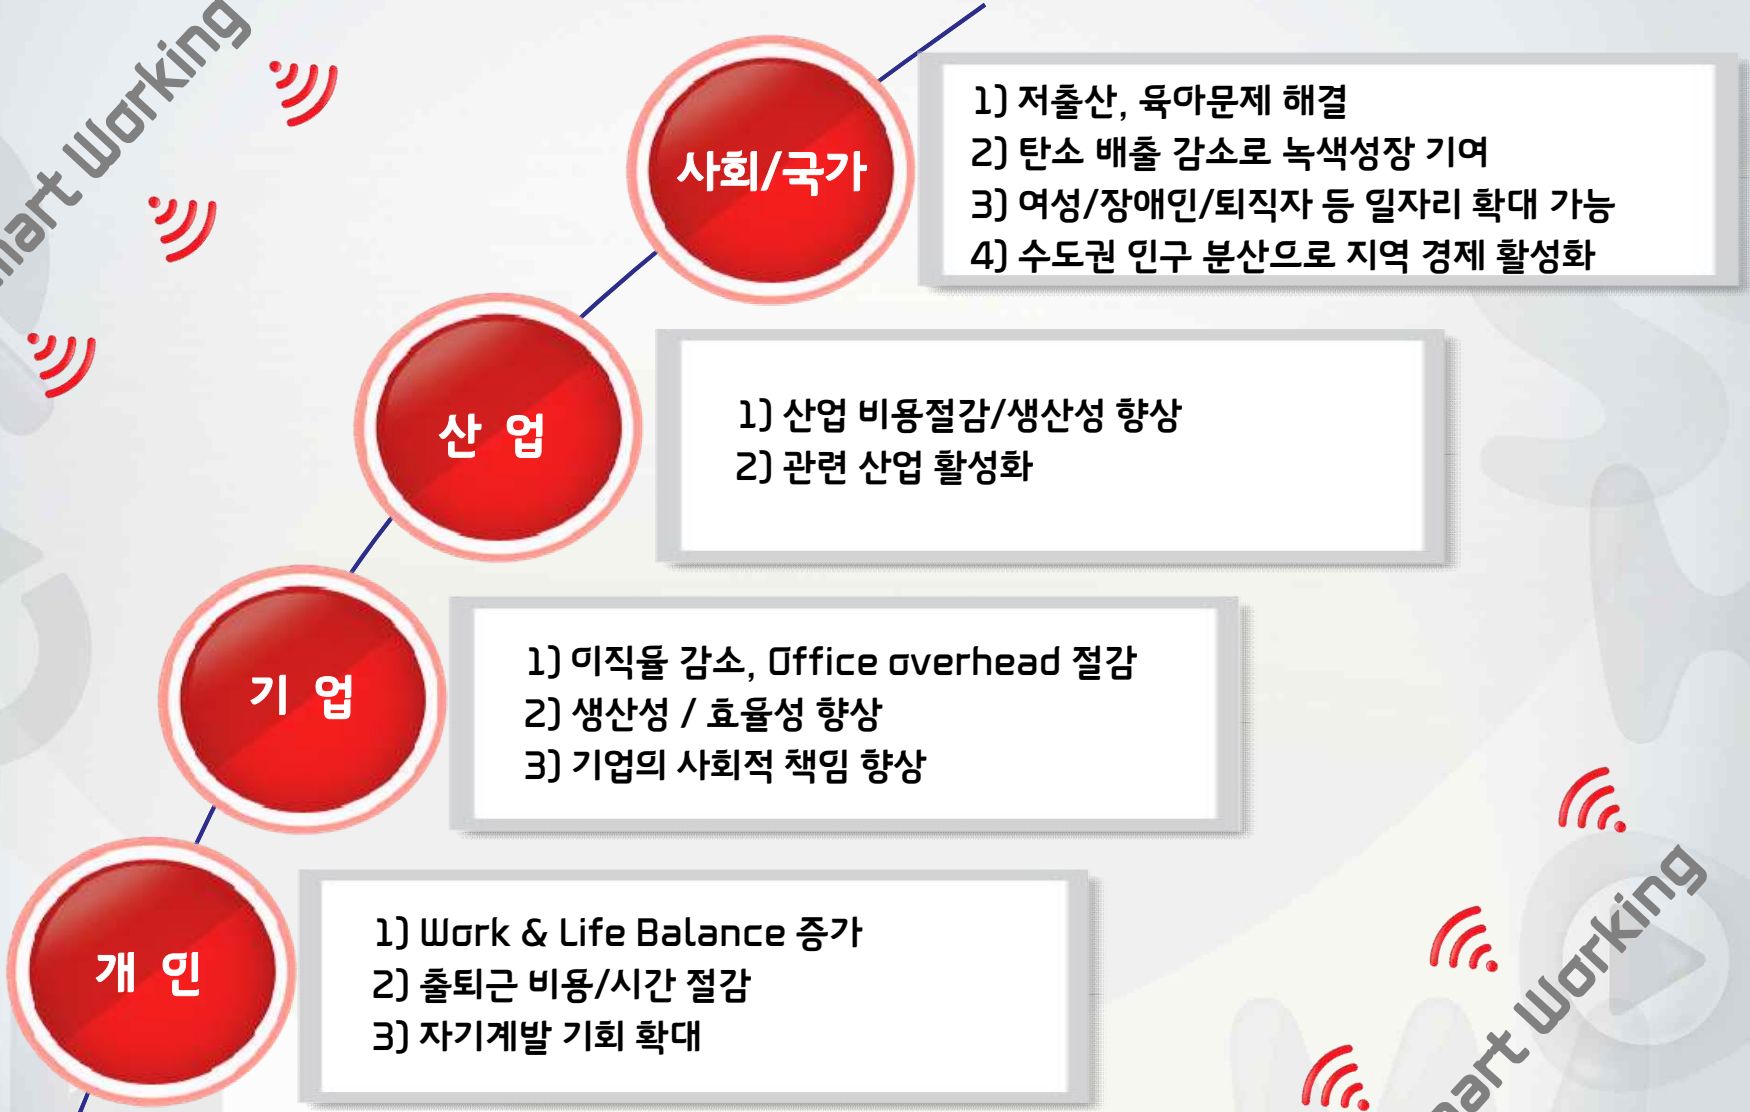 사회/국가
1) 저출산, 육아문제 해결
2) 탄소 배출 감소로 녹색성장 기여
3) 여성/장애인/퇴직자 등 일자리 확대 가능
4) 수도권 인구 분산으로 지역 경제 활성화
산 업
1) 산업 비용절감/생산성 향상
2) 관련 산업 활성화
기 업
1) 이직율 감소, Office overhead 절감
2) 생산성 / 효율성 향상
3) 기업의 사회적 책임 향상
개 인
1) Work & Life Balance 증가
2) 출퇴근 비용/시간 절감
3) 자기계발 기회 확대
mart Working
mart Working